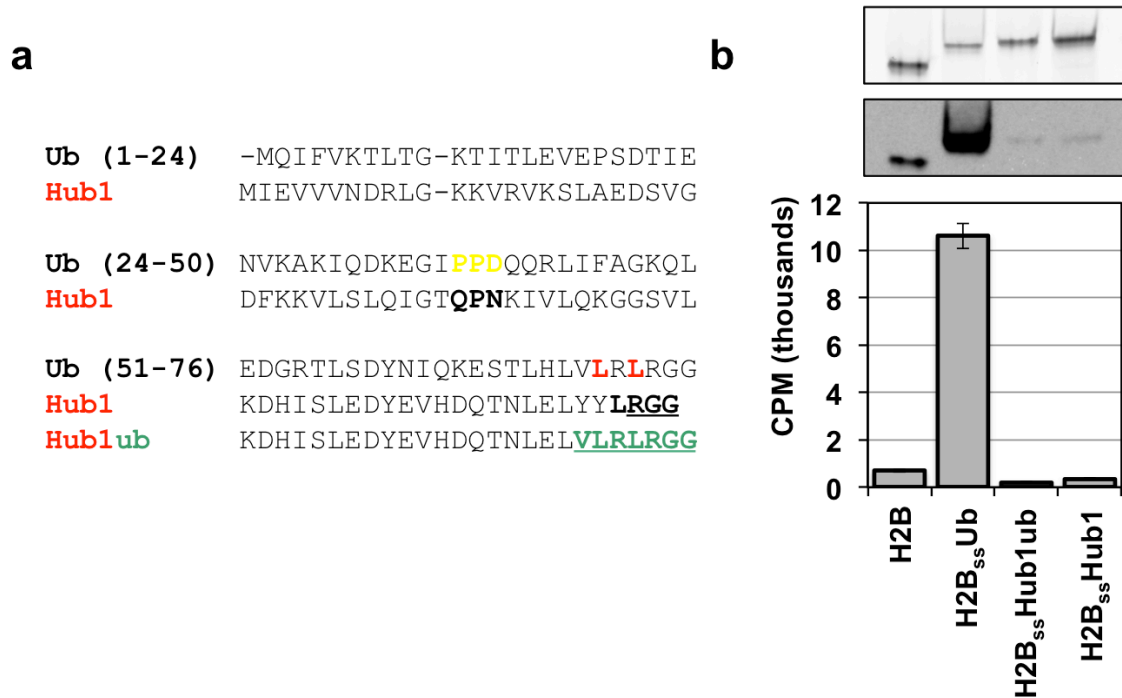 a
Ub (1-24) -MQIFVKTLTG-KTITLEVEPSDTIE
Hub1 MIEVVVNDRLG-KKVRVKSLAEDSVG
Ub (24-50) NVKAKIQDKEGIPPDQQRLIFAGKQL
Hub1 DFKKVLSLQIGTQPNKIVLQKGGSVL
Ub (51-76) EDGRTLSDYNIQKESTLHLVLRLRGG
Hub1 KDHISLEDYEVHDQTNLELYYLRGG
Hub1ub KDHISLEDYEVHDQTNLELVLRLRGG
b
CPM (thousands)
12
10
8
6
4
2
0
H2B
H2BssUb
H2BssHub1ub
H2BssHub1